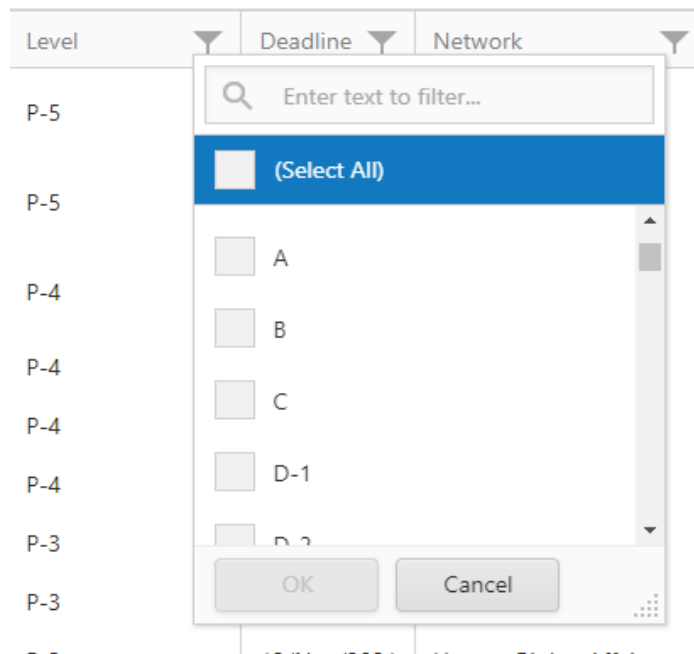 Level Deadline Network
Enter text to filter...
P-5
(Select All)
P-5
A
P-4
B
P-4
C
P-4
D-1
P-4
P-3
D-2
OK Cancel
P-3